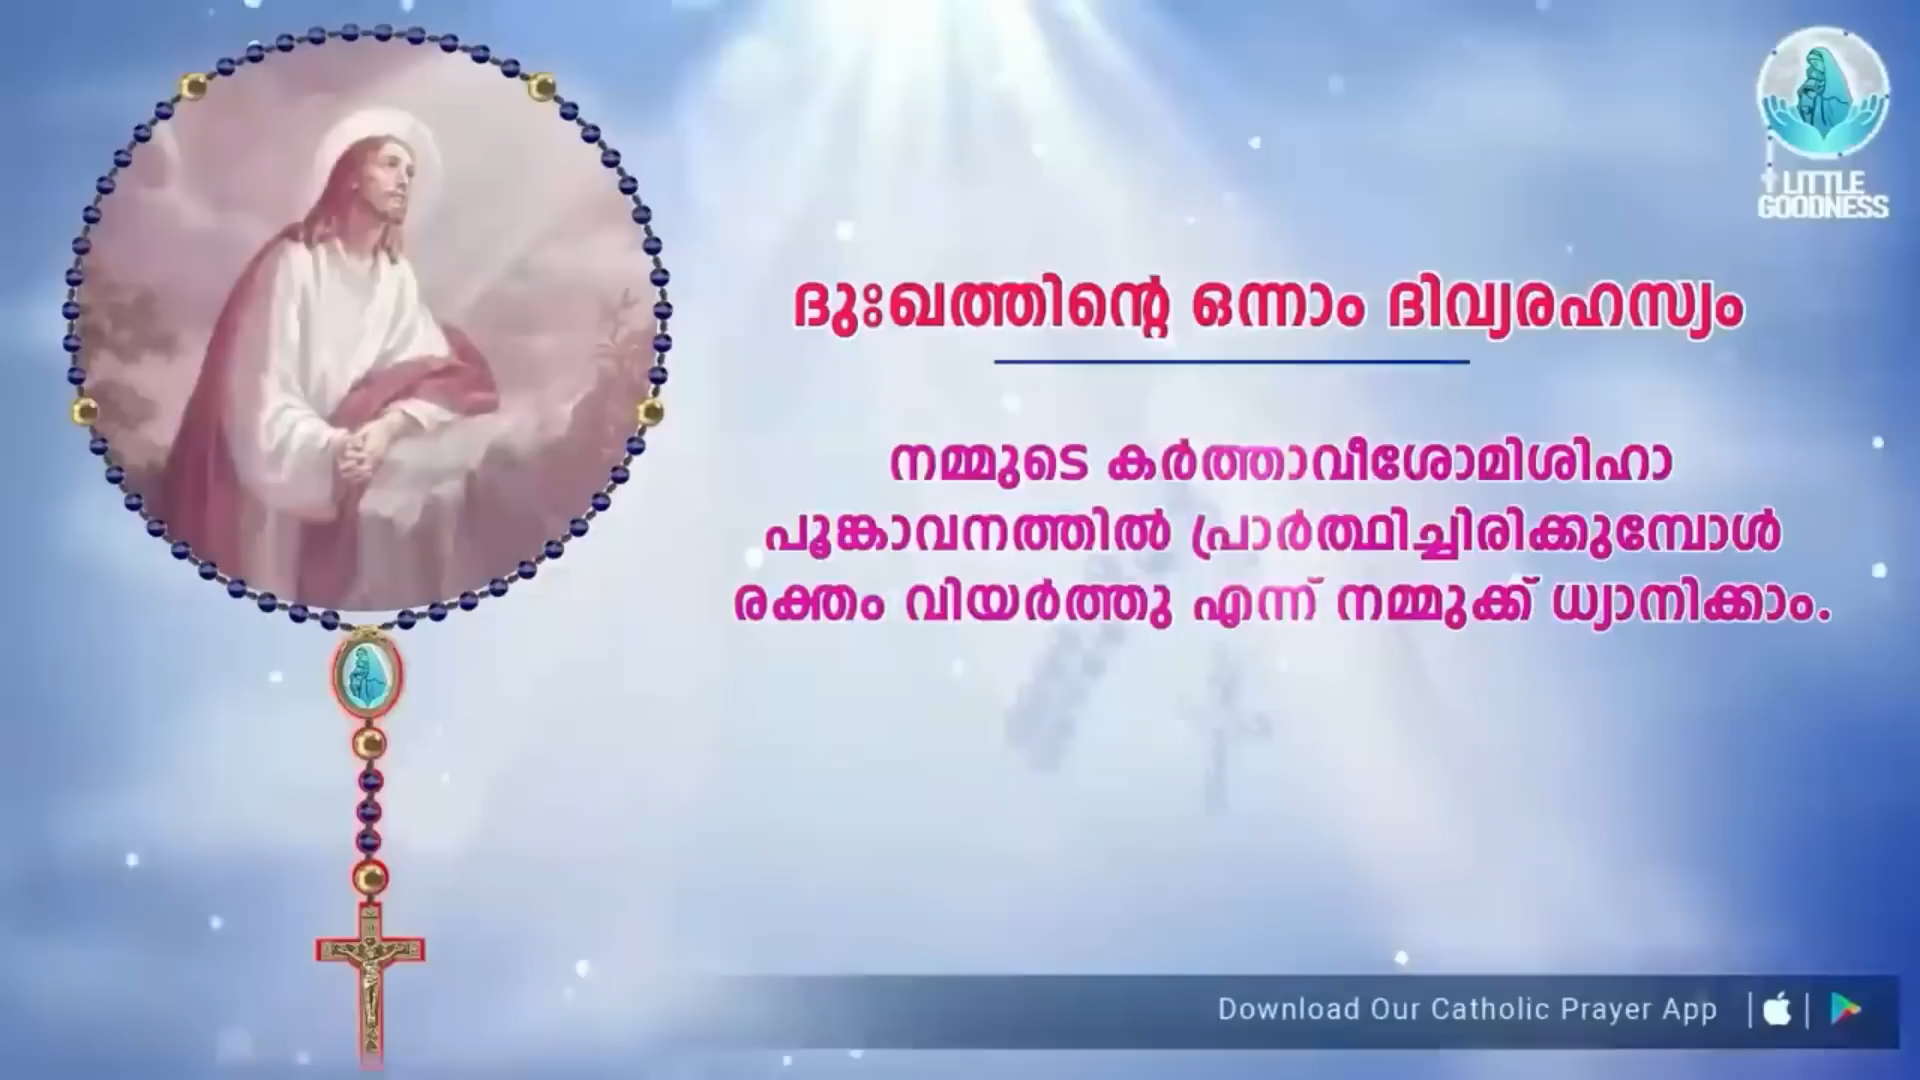 LITTLE
GOODNESS
ദുഃഖത്തിന്റെ ഒന്നാം ദിവ്യരഹസ്യം
നമ്മുടെ കർത്താവീശോമിശിഹാ
പൂങ്കാവനത്തിൽ പ്രാർത്ഥിച്ചിരിക്കുമ്പോൾ
രക്തം വിയർത്തു എന്ന് നമ്മുക്ക് ധ്യാനിക്കാം.
Download Our Catholic Prayer App